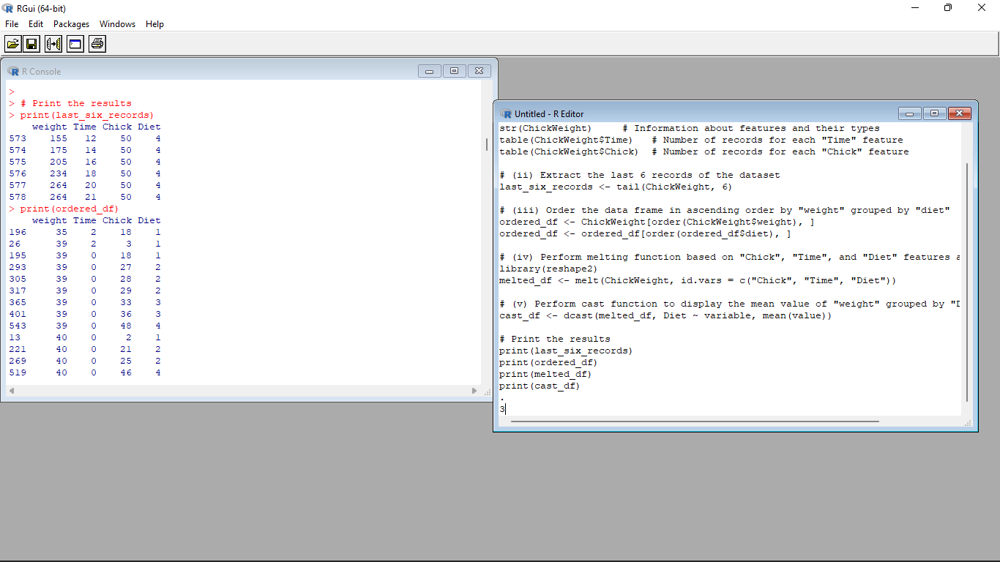 RGui (64-bit)
File Edit Packages Windows Help
R Console
>
> # Print the results
> print(last_six_records)
weight Time Chick Diet
573 155 12 50 4
574 175 14 50 4
575 205 16 50 4
576 234 18 50 4
577 264 20 50 4
578 264 21 50 4
> print(ordered_df)
weight Time Chick Diet
196 35 2 18 1
26 39 2 3 1
195 39 0 18 1
293 39 0 27 2
305 39 0 28 2
317 39 0 29 2
365 39 0 33 3
401 39 0 36 3
543 39 0 48 4
13 40 0 2 1
221 40 0 21 2
269 40 0 25 2
519 40 0 46 4
Untitled - R Editor
str(ChickWeight) # Information about features and their types
table(ChickWeight$Time) # Number of records for each "Time" feature
table(ChickWeight$Chick) # Number of records for each "Chick" feature
# (ii) Extract the last 6 records of the dataset
last_six_records <- tail(ChickWeight, 6)
# (iii) Order the data frame in ascending order by "weight" grouped by "diet"
ordered_df <- ChickWeight[order(ChickWeight$weight), ]
ordered_df <- ordered_df[order(ordered_df$diet), ]
# (iv) Perform melting function based on "Chick", "Time", and "Diet" features
library(reshape2)
melted_df <- melt(ChickWeight, id.vars = c("Chick", "Time", "Diet"))
# (v) Perform cast function to display the mean value of "weight" grouped by
cast_df <- dcast(melted_df, Diet ~ variable, mean(value))
# Print the results
print(last_six_records)
print(ordered_df)
print(melted_df)
print(cast_df)
.
3